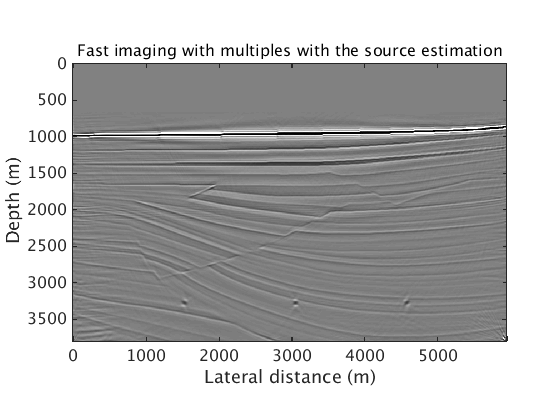 Fast imaging with multiples with the source estimation
0
500
1000
1500
2000
2500
3000
3500
Depth (m)
0 1000 2000 3000 4000 5000
Lateral distance (m)